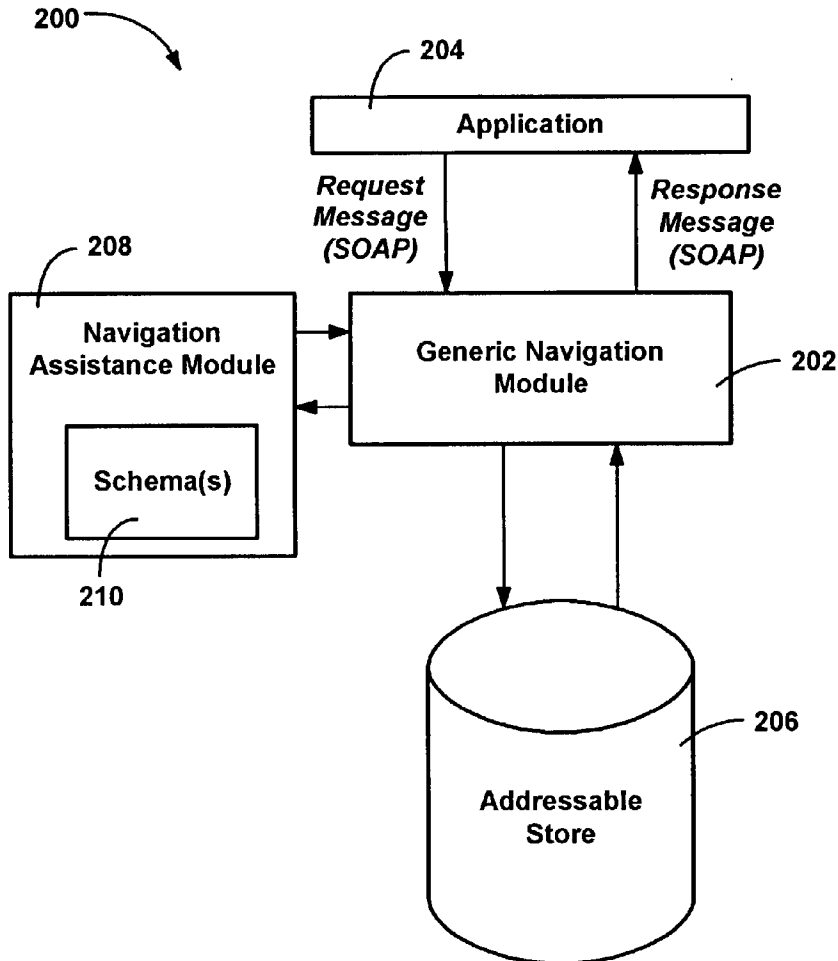 200
204
Application
Request
Message
(SOAP)
Response
Message
(SOAP)
208
Navigation
Assistance Module
Generic Navigation
Module
202
Schema(s)
210
206
Addressable
Store